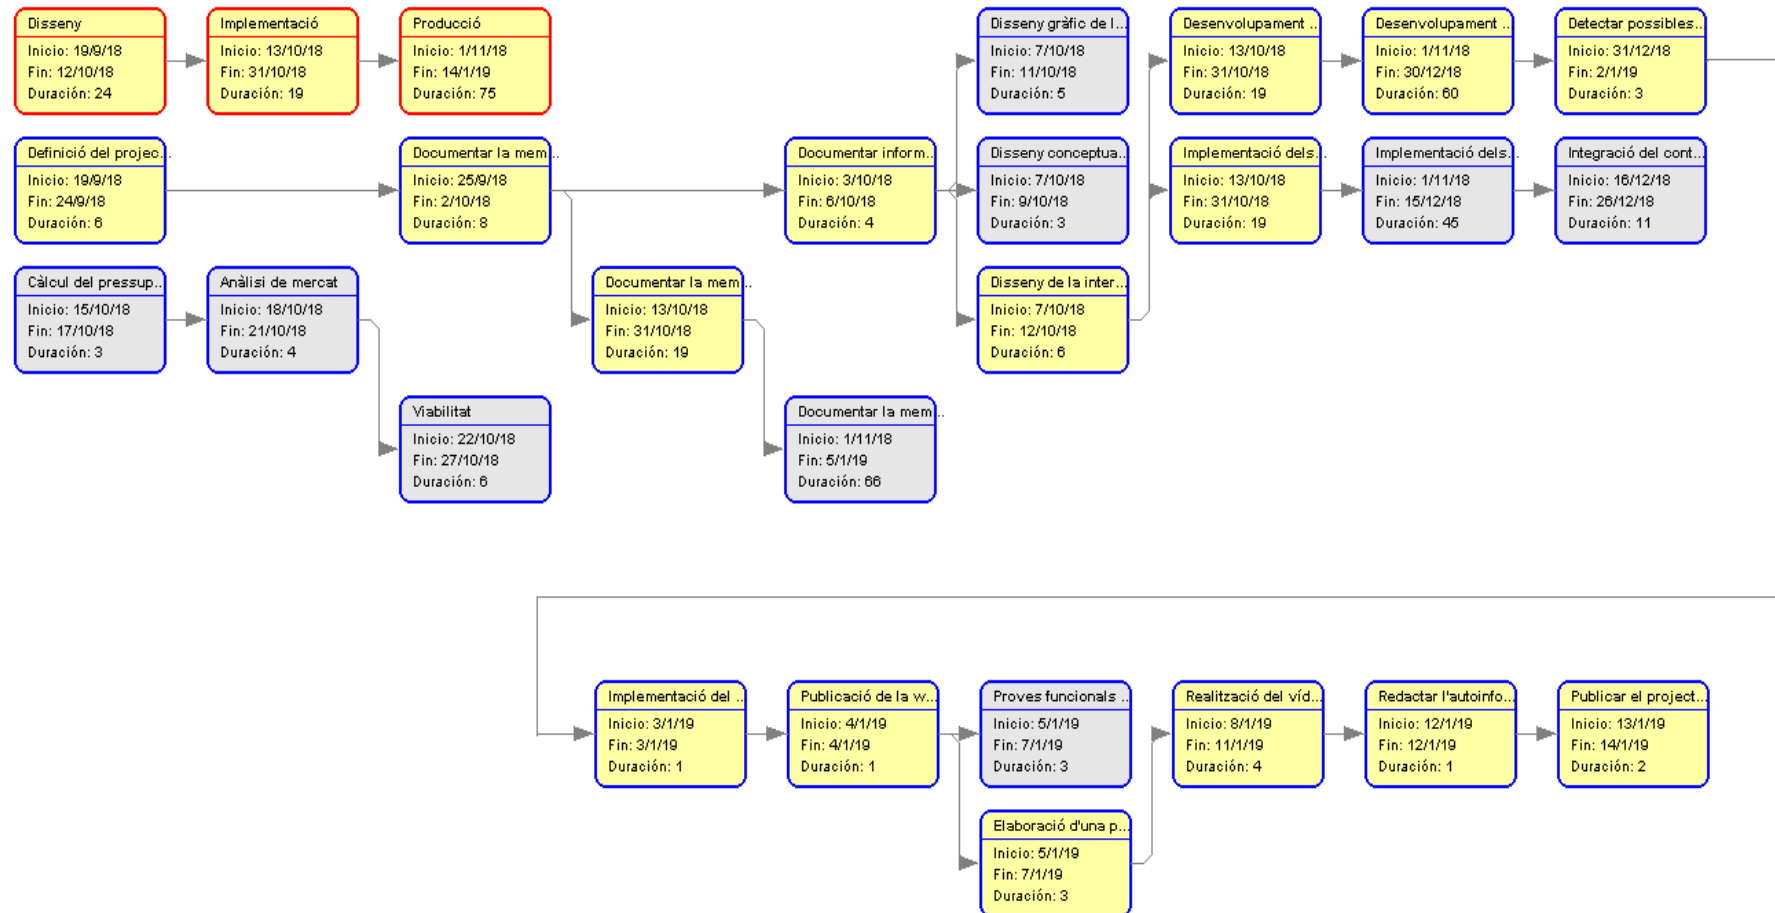 Disseny
Inicio: 19/9/18
Fin: 12/10/18
Duración: 24
Implementació
Inicio: 13/10/18
Fin: 31/10/18
Duración: 19
Producció
Inicio: 1/11/18
Fin: 14/1/19
Duración: 75
Disseny gràfic de l...
Inicio: 7/10/18
Fin: 11/10/18
Duración: 5
Desenvolupament ..
Inicio: 13/10/18
Fin: 31/10/18
Duración: 19
Desenvolupament ..
Inicio: 1/11/18
Fin: 30/12/18
Duración: 60
Detectar possibles..
Inicio: 31/12/18
Fin: 2/1/19
Duración: 3
Definició del projec..
Inicio: 19/9/18
Fin: 24/9/18
Duración: 6
Documentar la mem..
Inicio: 25/9/18
Fin: 2/10/18
Duración: 8
Documentar inform..
Inicio: 3/10/18
Fin: 6/10/18
Duración: 4
Disseny conceptua..
Inicio: 7/10/18
Fin: 9/10/18
Duración: 3
Implementació dels..
Inicio: 13/10/18
Fin: 31/10/18
Duración: 19
Implementació dels..
Inicio: 1/11/18
Fin: 15/12/18
Duración: 45
Integració del cont...
Inicio: 16/12/18
Fin: 26/12/18
Duración: 11
Càlcul del pressup...
Inicio: 15/10/18
Fin: 17/10/18
Duración: 3
Anàlisi de mercat
Inicio: 18/10/18
Fin: 21/10/18
Duración: 4
Documentar la mem..
Inicio: 13/10/18
Fin: 31/10/18
Duración: 19
Disseny de la inter...
Inicio: 7/10/18
Fin: 12/10/18
Duración: 6
Viabilitat
Inicio: 22/10/18
Fin: 27/10/18
Duración: 6
Documentar la mem..
Inicio: 1/11/18
Fin: 5/1/19
Duración: 66
Implementació del ..
Inicio: 3/1/19
Fin: 3/1/19
Duración: 1
Publicació de la w...
Inicio: 4/1/19
Fin: 4/1/19
Duración: 1
Proves funcionals ..
Inicio: 5/1/19
Fin: 7/1/19
Duración: 3
Realització del víd...
Inicio: 8/1/19
Fin: 11/1/19
Duración: 4
Redactar l'autoinfo...
Inicio: 12/1/19
Fin: 12/1/19
Duración: 1
Publicar el project...
Inicio: 13/1/19
Fin: 14/1/19
Duración: 2
Elaboració d'una p...
Inicio: 5/1/19
Fin: 7/1/19
Duración: 3